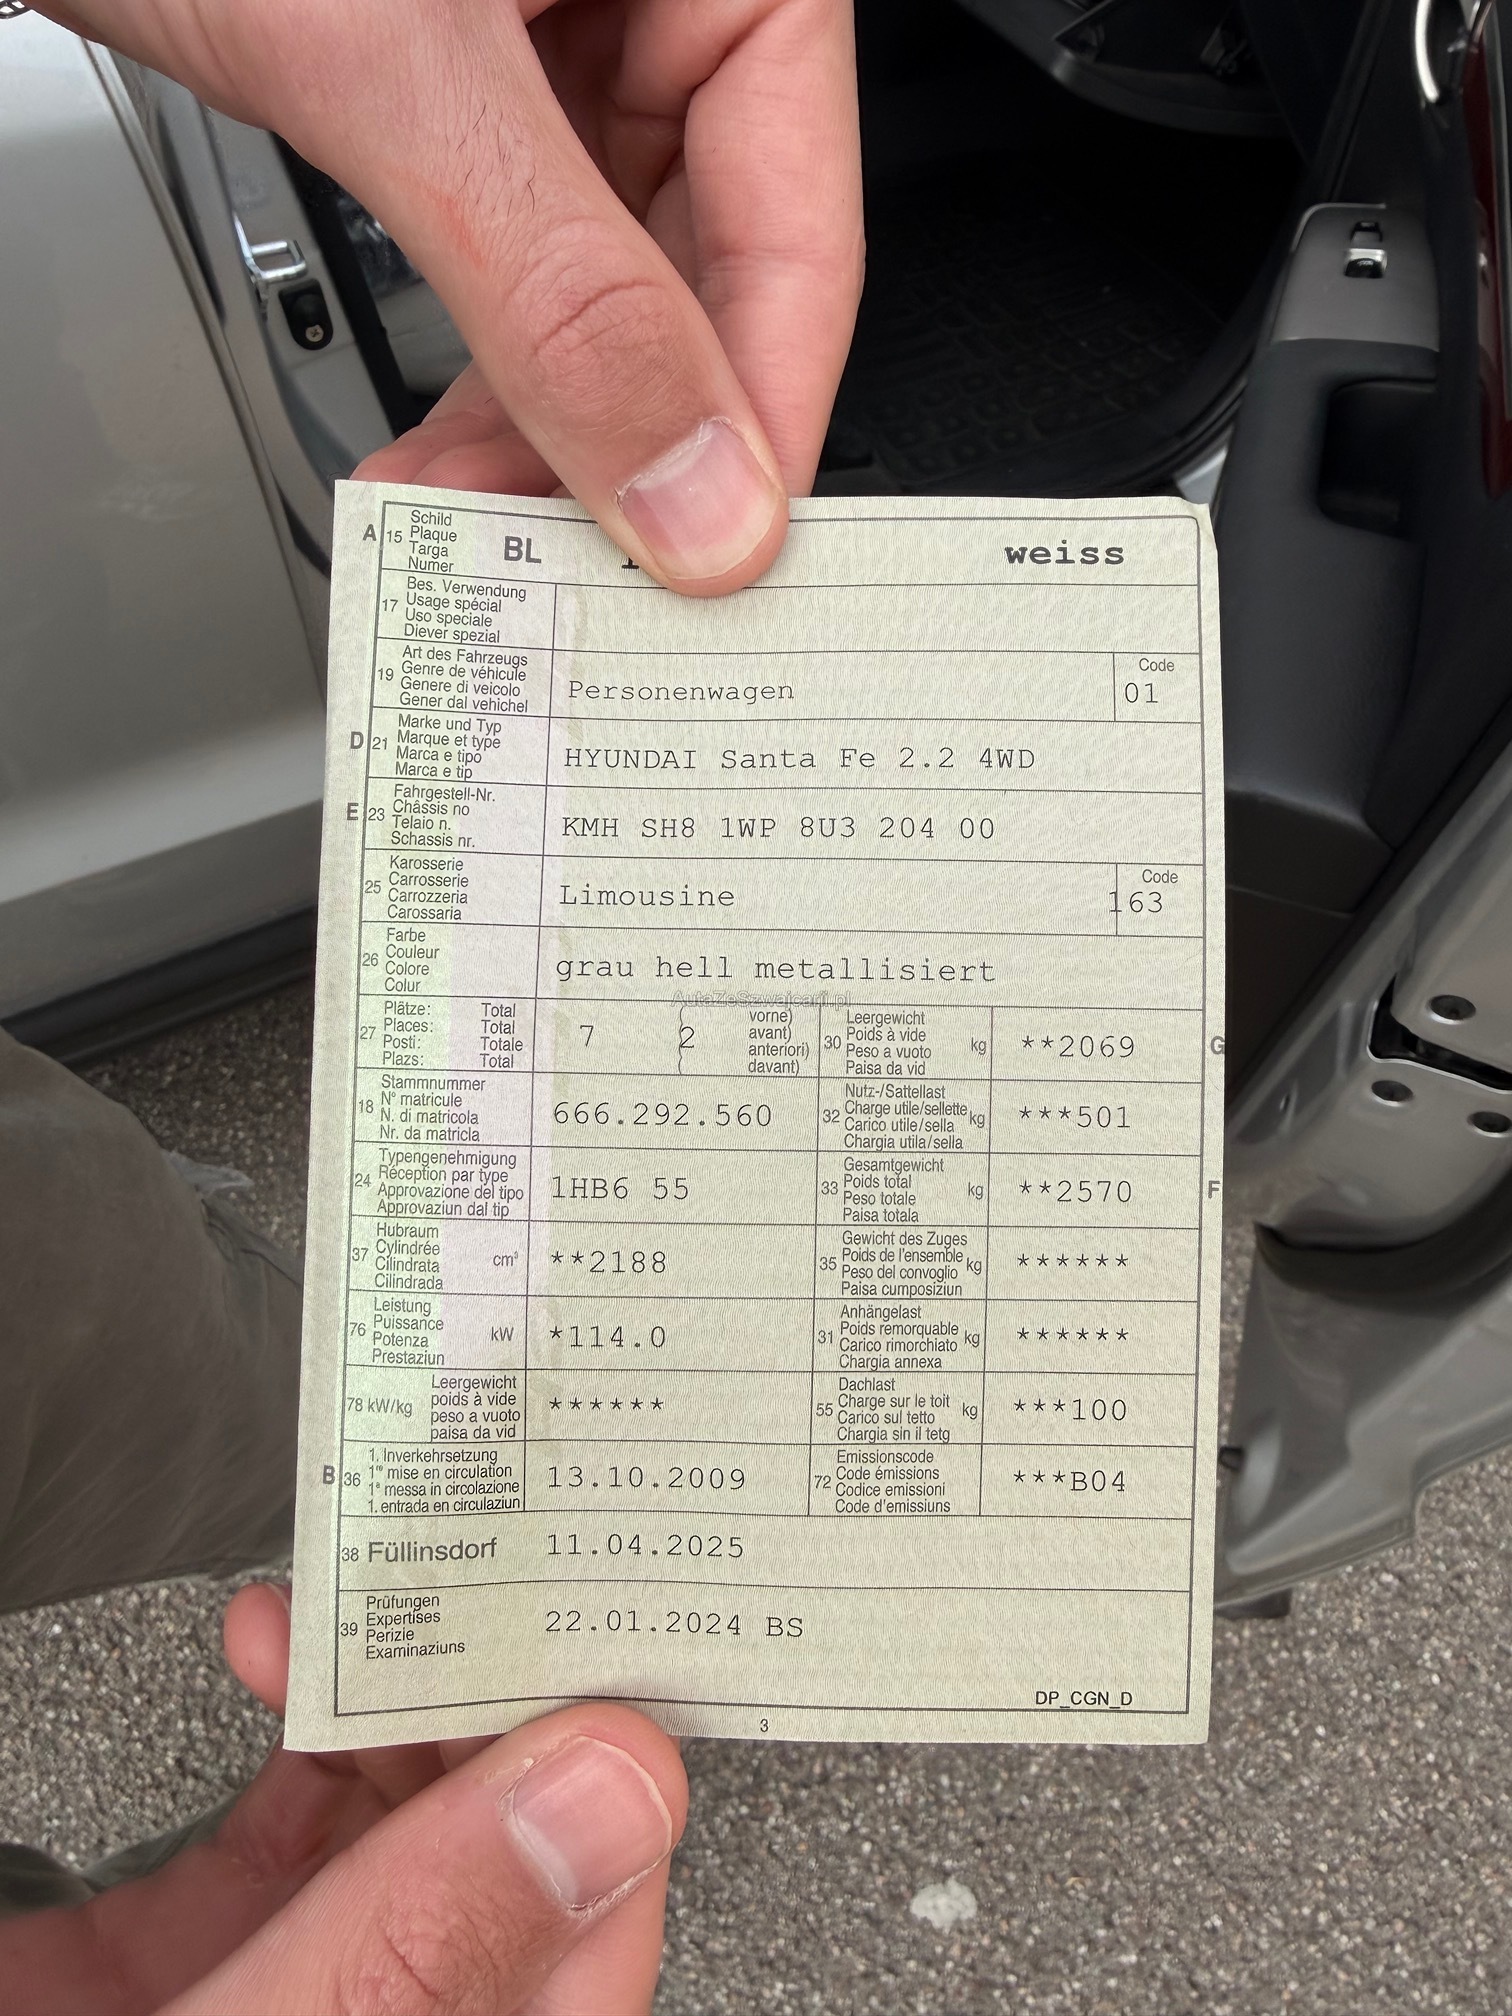 A 15 Schild
Plaque
Targa
Numer
BL weiss
17 Bes. Verwendung
Usage spécial
Uso speciale
Diever spezial
19 Art des Fahrzeugs
Genre de véhicule
Genere di veicolo
Gener dal vehichel
Personenwagen
Code
01
D 21 Marke und Typ
Marque et type
Marca e tipo
Marca e tip
HYUNDAI Santa Fe 2.2 4WD
E 23 Fahrgestell-Nr.
Châssis no
Telaio n.
Schassis nr.
KMH SH8 1WP 8U3 204 00
25 Karosserie
Carrosserie
Carrozzeria
Carossaria
Limousine
Code
163
26 Farbe
Couleur
Colore
Colur
grau hell metallisiert
AutaZeSzwajcarii.pl
27 Plätze: Total
Places: Total
Posti: Totale
Plazs: Total
7 (2 vorne)
avant)
anteriori)
davant)
30 Leergewicht
Poids à vide
Peso a vuoto kg
Paisa da vid
**2069 G
18 Stammnummer
N° matricule
N. di matricola
Nr. da matricla
666.292.560
32 Nutz-/Sattellast
Charge utile/sellette kg
Carico utile/sella
Chargia utila/sella
***501
24 Typengenehmigung
Réception par type
Approvazione del tipo
Approvaziun dal tip
1HB6 55
33 Gesamtgewicht
Poids total kg
Peso totale
Paisa totala
**2570 F
37 Hubraum
Cylindrée
Cilindrata cm³
Cilindrada
**2188
35 Gewicht des Zuges
Poids de l'ensemble kg
Peso del convoglio
Paisa cumposiziun
******
76 Leistung
Puissance
Potenza kW
Prestaziun
*114.0
31 Anhängelast
Poids remorquable kg
Carico rimorchiato
Chargia annexa
******
78 kW/kg Leergewicht
poids à vide
peso a vuoto
paisa da vid
******
55 Dachlast
Charge sur le toit kg
Carico sul tetto
Chargia sin il tetg
***100
B 36 1. Inverkehrsetzung
1re mise en circulation
1a messa in circolazione
1. entrada en circulaziun
13.10.2009
72 Emissionscode
Code émissions
Codice emissioni
Code d'emissiuns
***B04
38 Füllinsdorf 11.04.2025
39 Prüfungen
Expertises
Perizie
Examinaziuns
22.01.2024 BS
DP_CGN_D
3